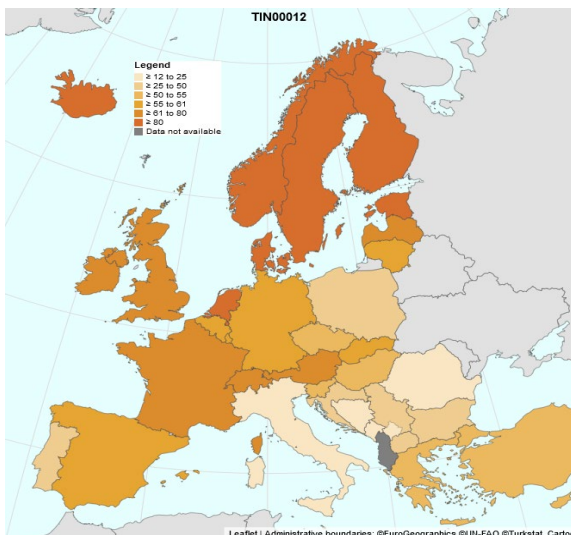 TIN00012
Legend
≥ 12 to 25
≥ 25 to 50
≥ 50 to 55
≥ 55 to 61
≥ 61 to 80
≥ 80
Data not available
Leaflet | Administrative boundaries: ©EuroGeographics ©UN-FAO ©Turkstat, Cartog